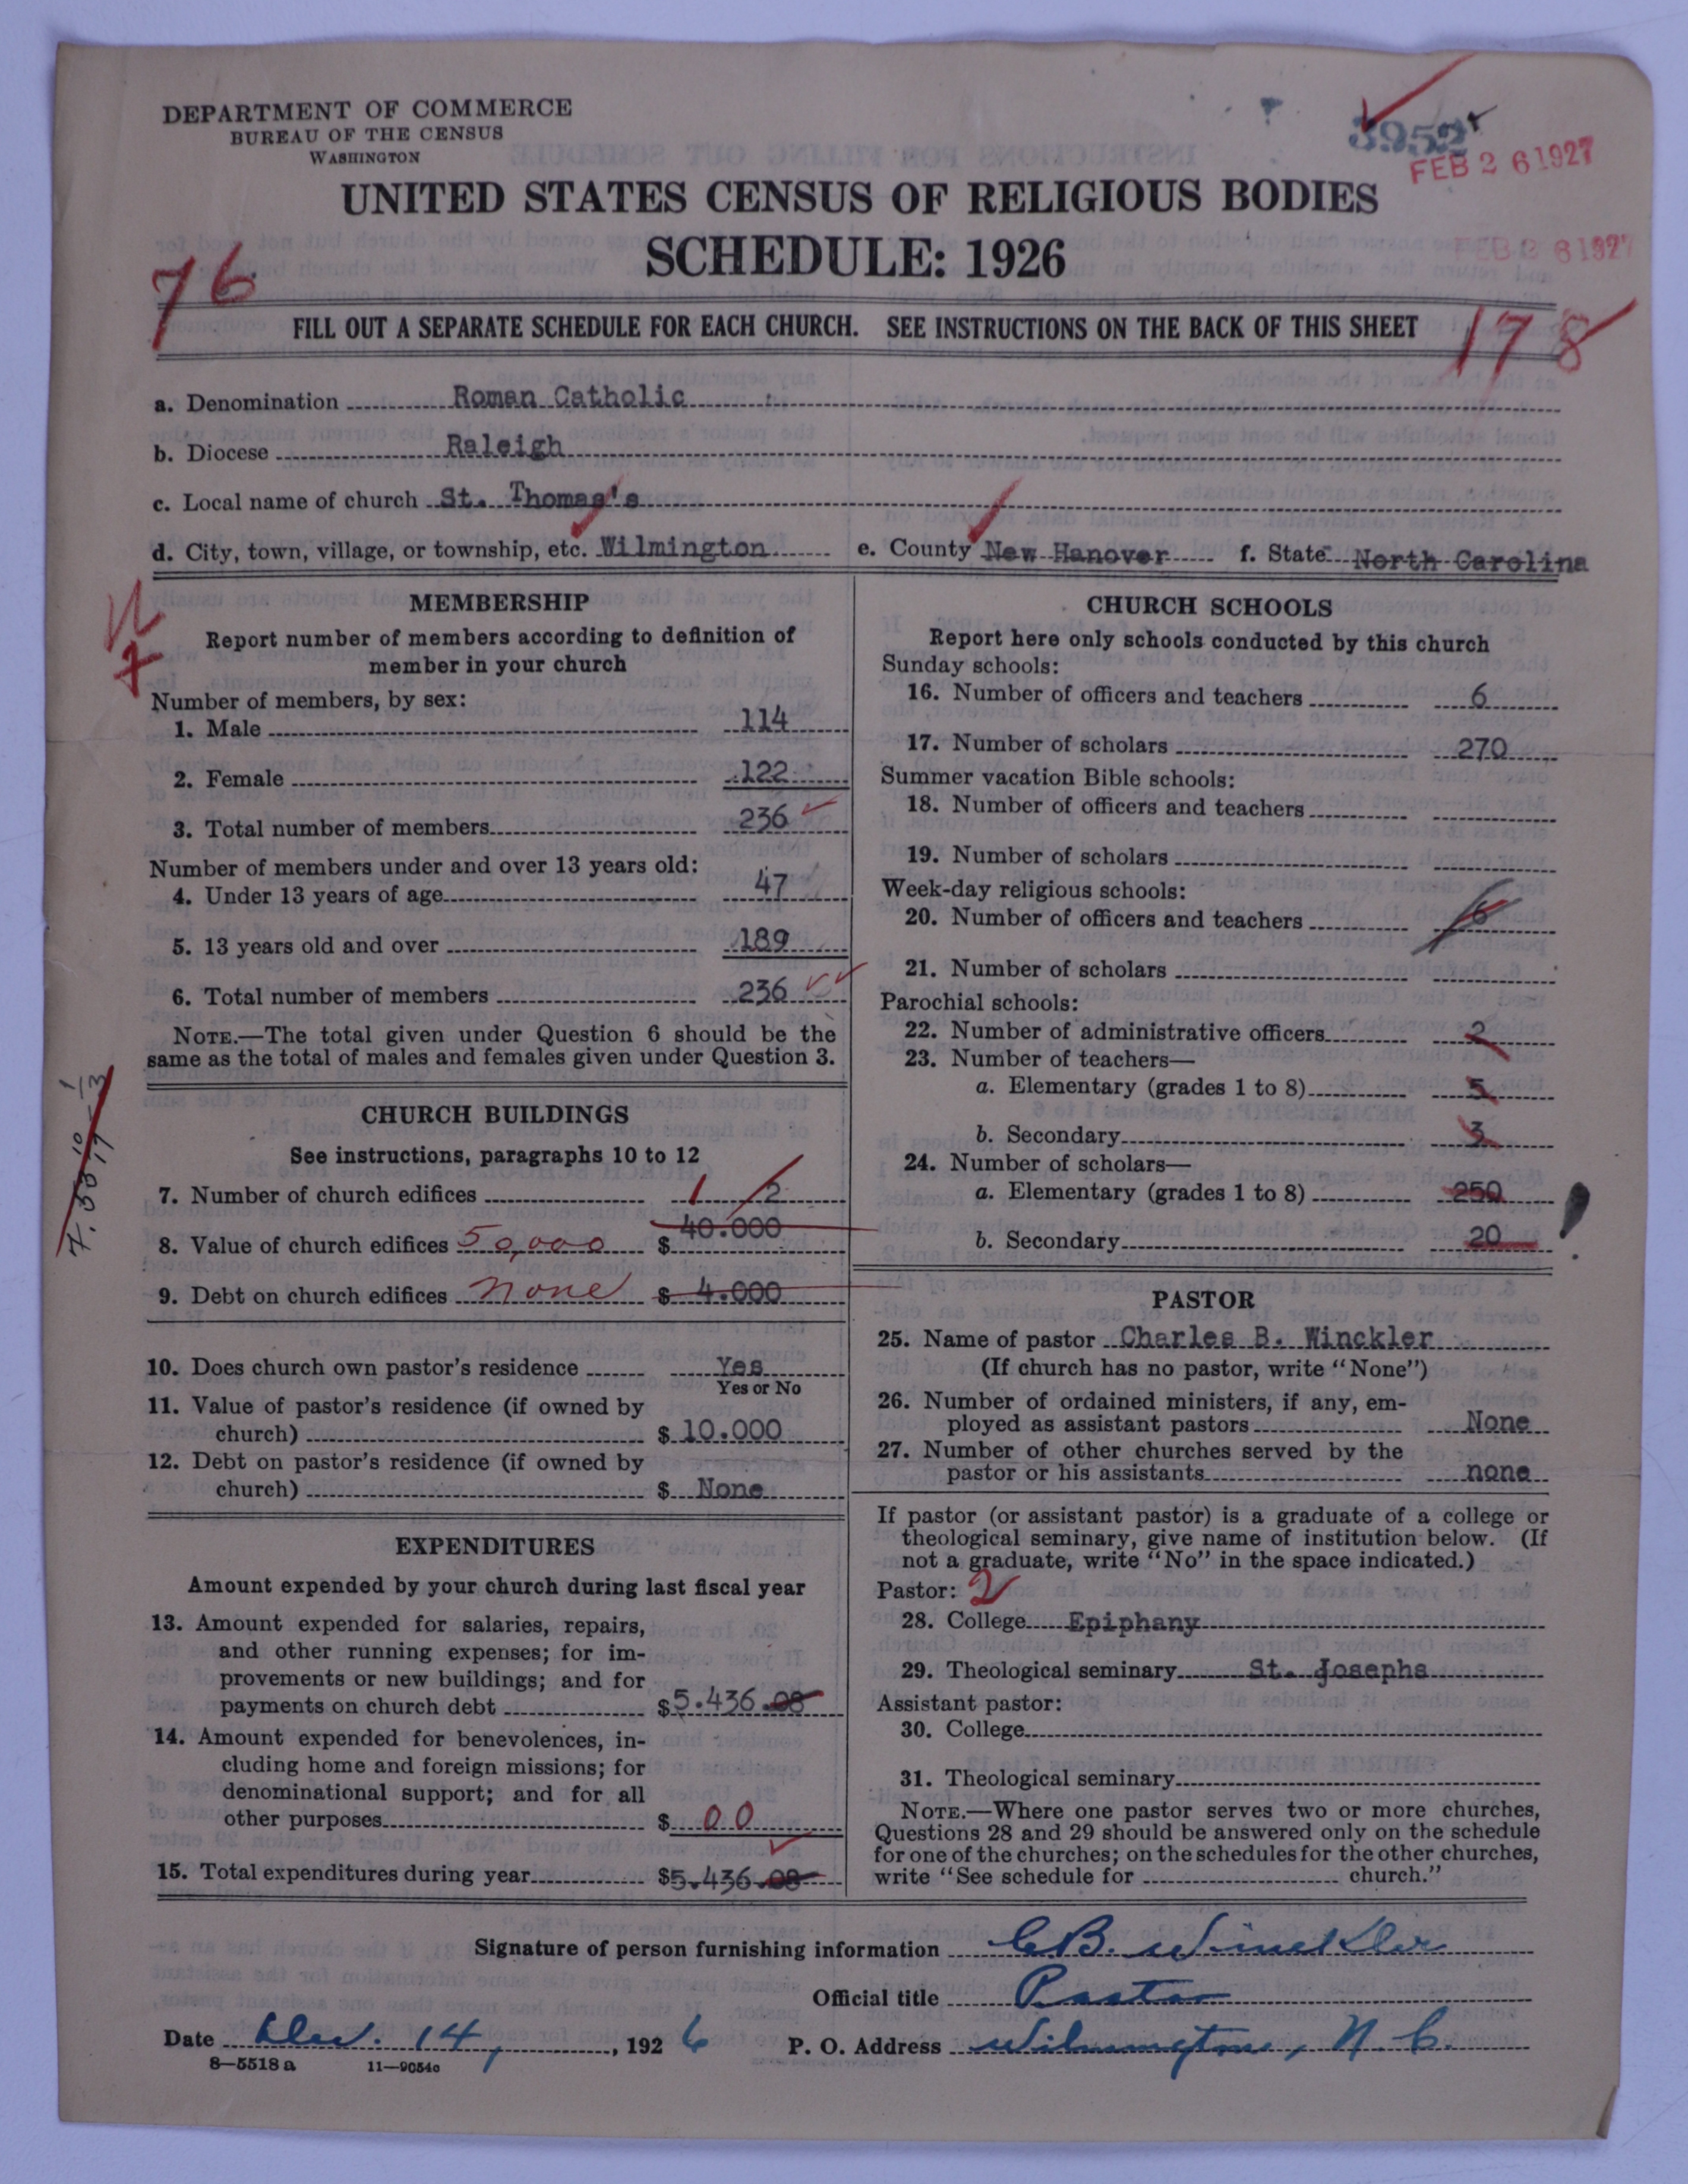 DEPARTMENT OF COMMERCE
BUREAU OF THE CENSUS
WASHINGTON
3952
FEB 26 1927
UNITED STATES CENSUS OF RELIGIOUS BODIES
SCHEDULE: 1926
FEB 26 1927
76
FILL OUT A SEPARATE SCHEDULE FOR EACH CHURCH. SEE INSTRUCTIONS ON THE BACK OF THIS SHEET
178
a. Denomination Roman Catholic
b. Diocese Raleigh
c. Local name of church St. Thomas's
d. City, town, village, or township, etc. Wilmington e. County New Hanover f. State North Carolina
MEMBERSHIP
Report number of members according to definition of
member in your church
Number of members, by sex:
1. Male 114
2. Female 122
3. Total number of members 236
Number of members under and over 13 years old:
4. Under 13 years of age 47
5. 13 years old and over 189
6. Total number of members 236
NOTE.—The total given under Question 6 should be the
same as the total of males and females given under Question 3.
CHURCH BUILDINGS
See instructions, paragraphs 10 to 12
7. Number of church edifices 1 2
8. Value of church edifices 50,000 $ 40.000
9. Debt on church edifices none $ 4.000
10. Does church own pastor's residence Yes
Yes or No
11. Value of pastor's residence (if owned by
church) $ 10.000
12. Debt on pastor's residence (if owned by
church) $ None
EXPENDITURES
Amount expended by your church during last fiscal year
13. Amount expended for salaries, repairs,
and other running expenses; for im-
provements or new buildings; and for
payments on church debt $5.436.08
14. Amount expended for benevolences, in-
cluding home and foreign missions; for
denominational support; and for all
other purposes $ 00
15. Total expenditures during year $5.436.08
CHURCH SCHOOLS
Report here only schools conducted by this church
Sunday schools:
16. Number of officers and teachers 6
17. Number of scholars 270
Summer vacation Bible schools:
18. Number of officers and teachers
19. Number of scholars
Week-day religious schools:
20. Number of officers and teachers 6
21. Number of scholars
Parochial schools:
22. Number of administrative officers 2
23. Number of teachers—
a. Elementary (grades 1 to 8) 5
b. Secondary 3
24. Number of scholars—
a. Elementary (grades 1 to 8) 250
b. Secondary 20
PASTOR
25. Name of pastor Charles B. Winckler
(If church has no pastor, write "None")
26. Number of ordained ministers, if any, em-
ployed as assistant pastors None
27. Number of other churches served by the
pastor or his assistants none
If pastor (or assistant pastor) is a graduate of a college or
theological seminary, give name of institution below. (If
not a graduate, write "No" in the space indicated.)
Pastor: 2
28. College Epiphany
29. Theological seminary St. Josephs
Assistant pastor:
30. College
31. Theological seminary
NOTE.—Where one pastor serves two or more churches,
Questions 28 and 29 should be answered only on the schedule
for one of the churches; on the schedules for the other churches,
write "See schedule for church."
Signature of person furnishing information C.B. Winckler
Official title Pastor
Date Dec. 14, 1926 P. O. Address Wilmington, N. C.
8—5518 a 11—9054c